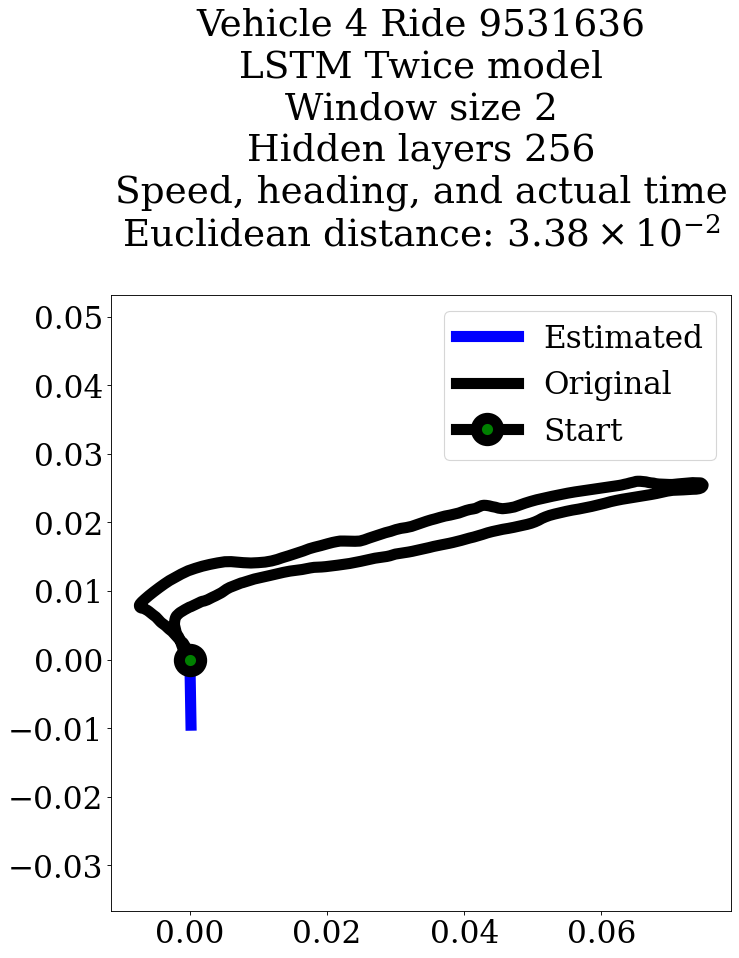 Vehicle 4 Ride 9531636
LSTM Twice model
Window size 2
Hidden layers 256
Speed, heading, and actual time
Euclidean distance: 3.38 × 10⁻²
Estimated
Original
Start
0.05
0.04
0.03
0.02
0.01
0.00
−0.01
−0.02
−0.03
0.00 0.02 0.04 0.06